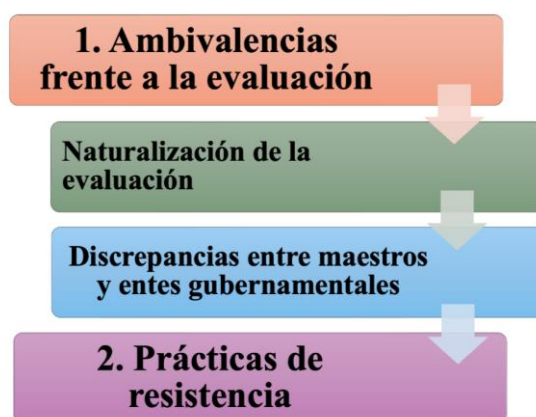 1. Ambivalencias
frente a la evaluación
Naturalización de la
evaluación
Discrepancias entre maestros
y entes gubernamentales
2. Prácticas de
resistencia